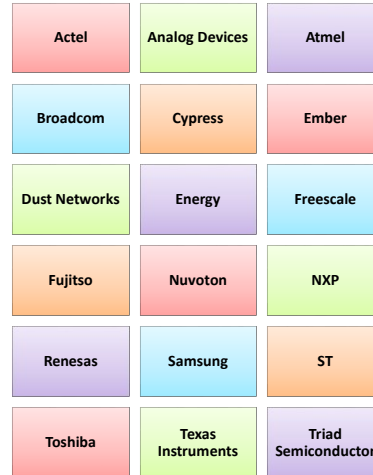 Actel
Analog Devices
Atmel
Broadcom
Cypress
Ember
Dust Networks
Energy
Freescale
Fujitso
Nuvoton
NXP
Renesas
Samsung
ST
Toshiba
Texas
Instruments
Triad
Semiconductor